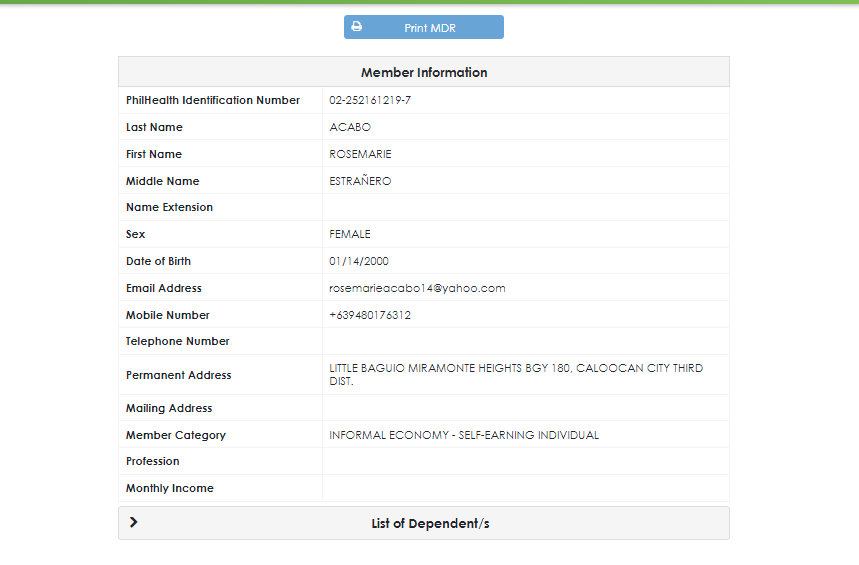 Print MDR
Member Information
PhilHealth Identification Number 02-252161219-7
Last Name ACABO
First Name ROSEMARIE
Middle Name ESTRAÑERO
Name Extension
Sex FEMALE
Date of Birth 01/14/2000
Email Address rosemarieacabo14@yahoo.com
Mobile Number +639480176312
Telephone Number
Permanent Address LITTLE BAGUIO MIRAMONTE HEIGHTS BGY 180, CALOOCAN CITY THIRD
DIST.
Mailing Address
Member Category INFORMAL ECONOMY - SELF-EARNING INDIVIDUAL
Profession
Monthly Income
List of Dependent/s